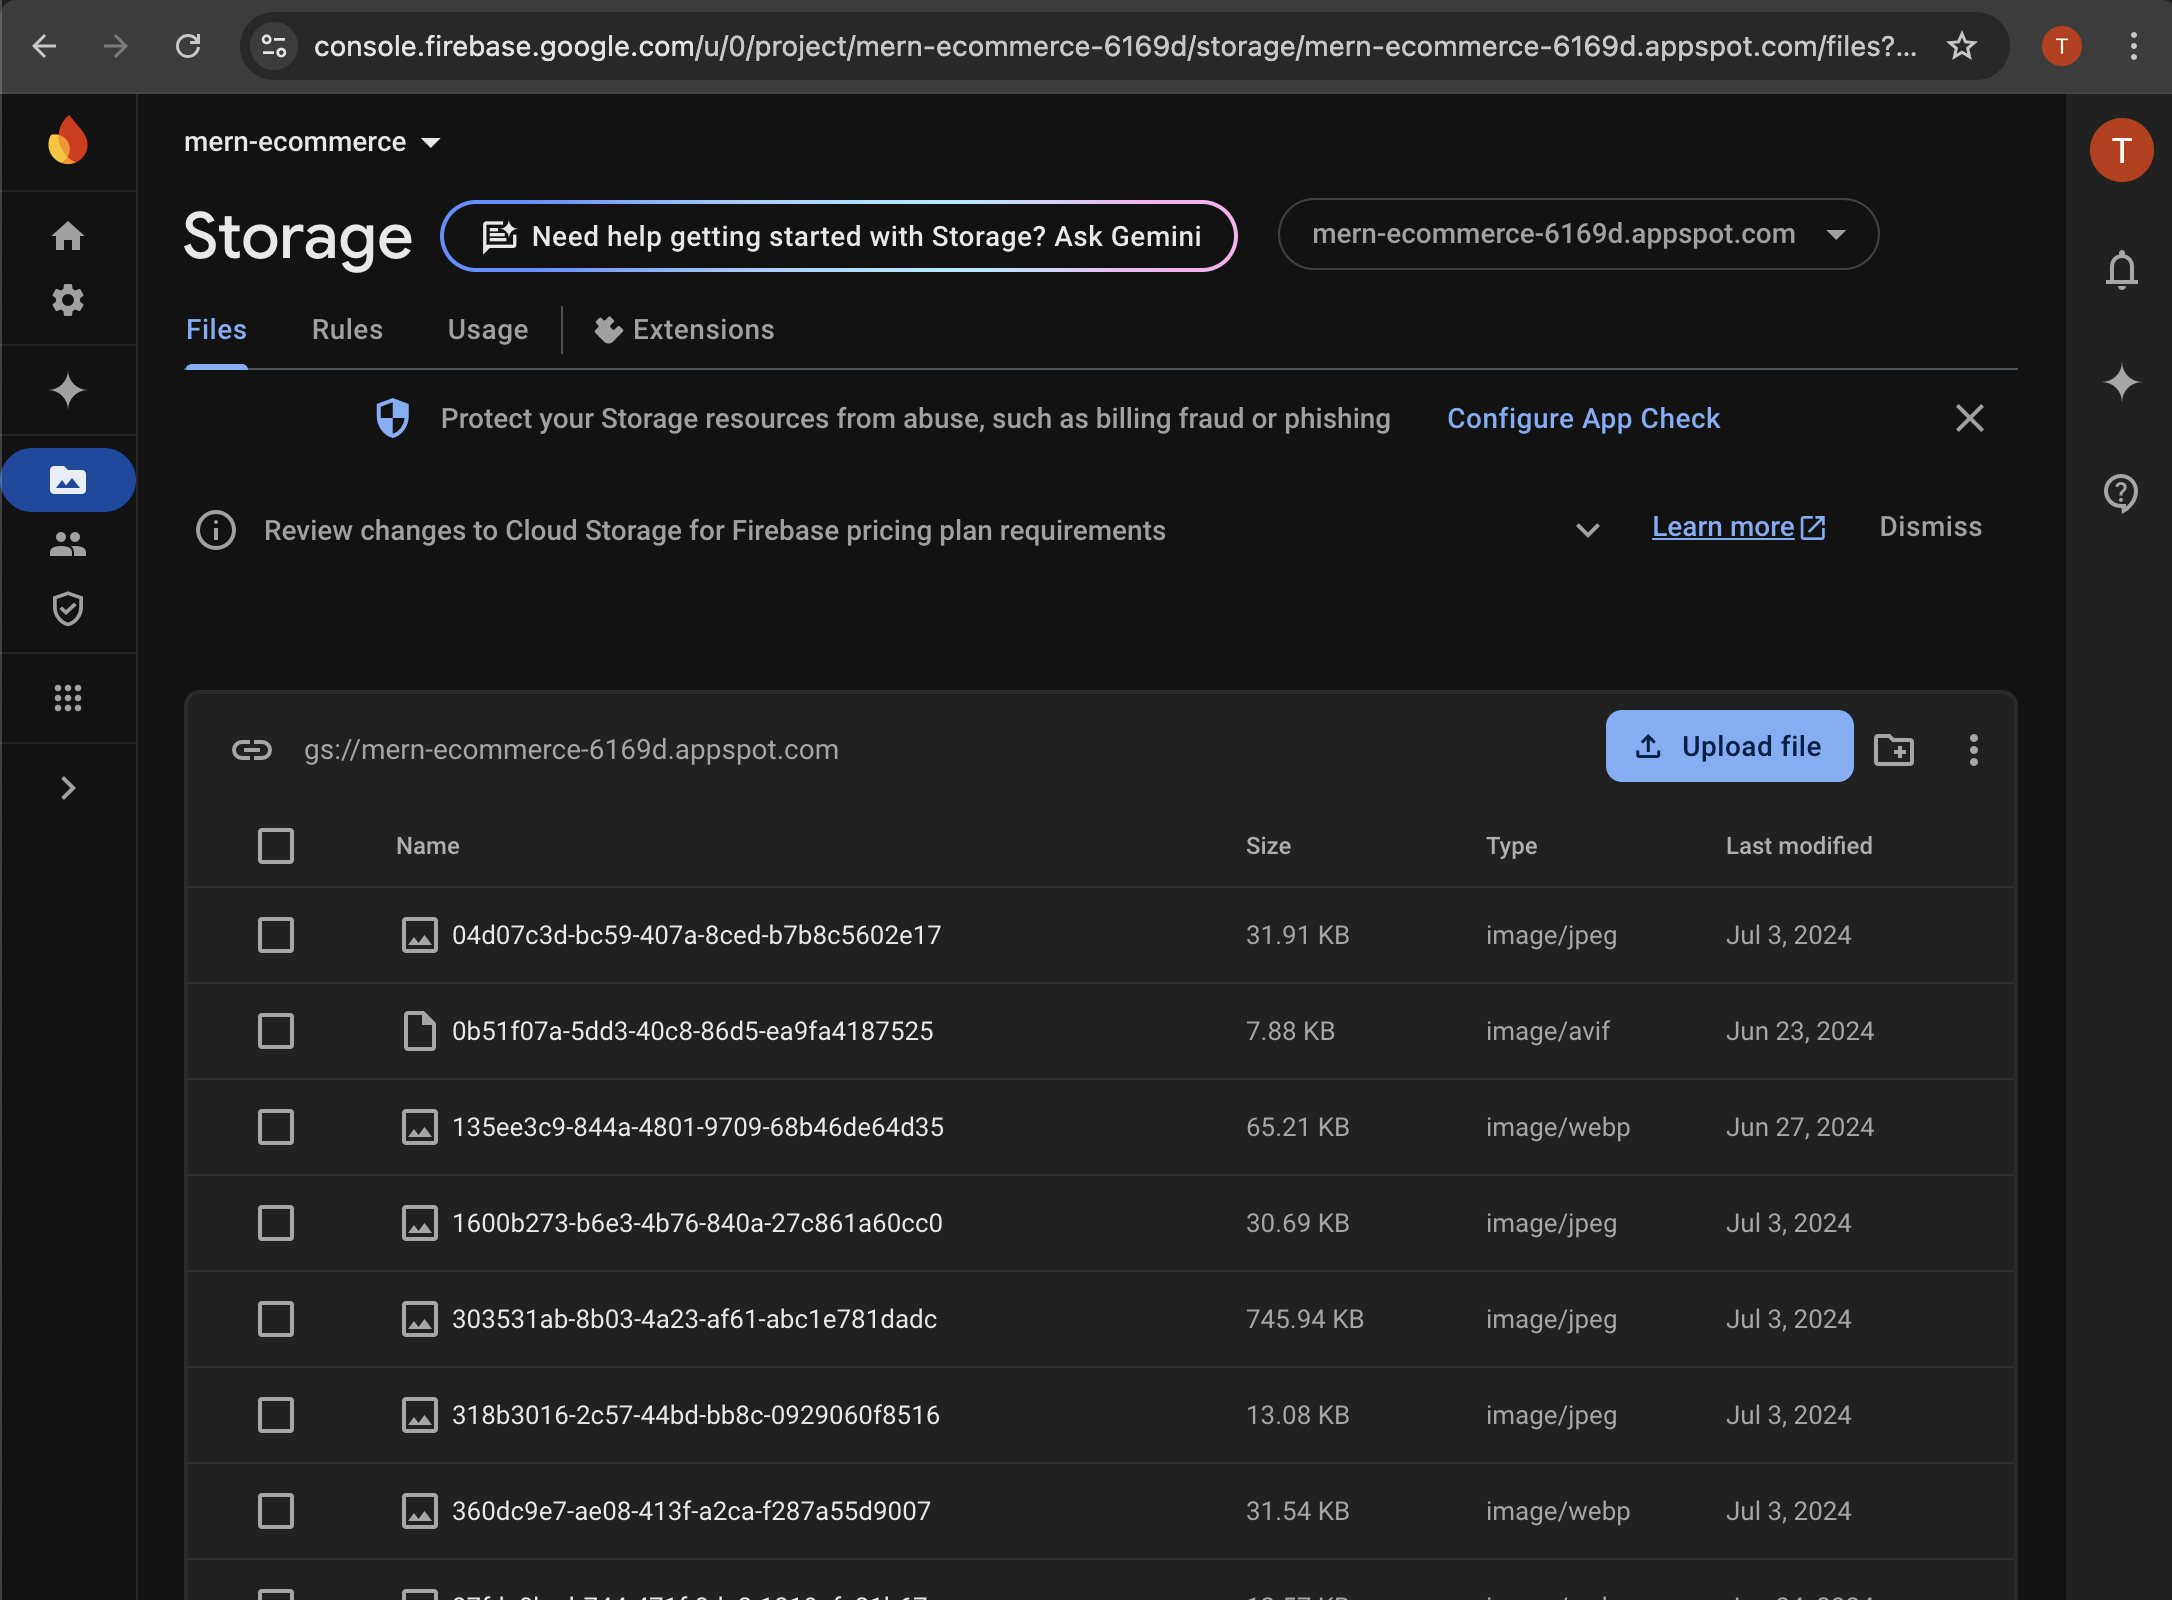 console.firebase.google.com/u/0/project/mern-ecommerce-6169d/storage/mern-ecommerce-6169d.appspot.com/files?...
T
mern-ecommerce
T
Storage
Need help getting started with Storage? Ask Gemini
mern-ecommerce-6169d.appspot.com
Files
Rules
Usage
Extensions
Protect your Storage resources from abuse, such as billing fraud or phishing
Configure App Check
Review changes to Cloud Storage for Firebase pricing plan requirements
Learn more
Dismiss
gs://mern-ecommerce-6169d.appspot.com
Upload file
Name Size Type Last modified
04d07c3d-bc59-407a-8ced-b7b8c5602e17 31.91 KB image/jpeg Jul 3, 2024
0b51f07a-5dd3-40c8-86d5-ea9fa4187525 7.88 KB image/avif Jun 23, 2024
135ee3c9-844a-4801-9709-68b46de64d35 65.21 KB image/webp Jun 27, 2024
1600b273-b6e3-4b76-840a-27c861a60cc0 30.69 KB image/jpeg Jul 3, 2024
303531ab-8b03-4a23-af61-abc1e781dadc 745.94 KB image/jpeg Jul 3, 2024
318b3016-2c57-44bd-bb8c-0929060f8516 13.08 KB image/jpeg Jul 3, 2024
360dc9e7-ae08-413f-a2ca-f287a55d9007 31.54 KB image/webp Jul 3, 2024